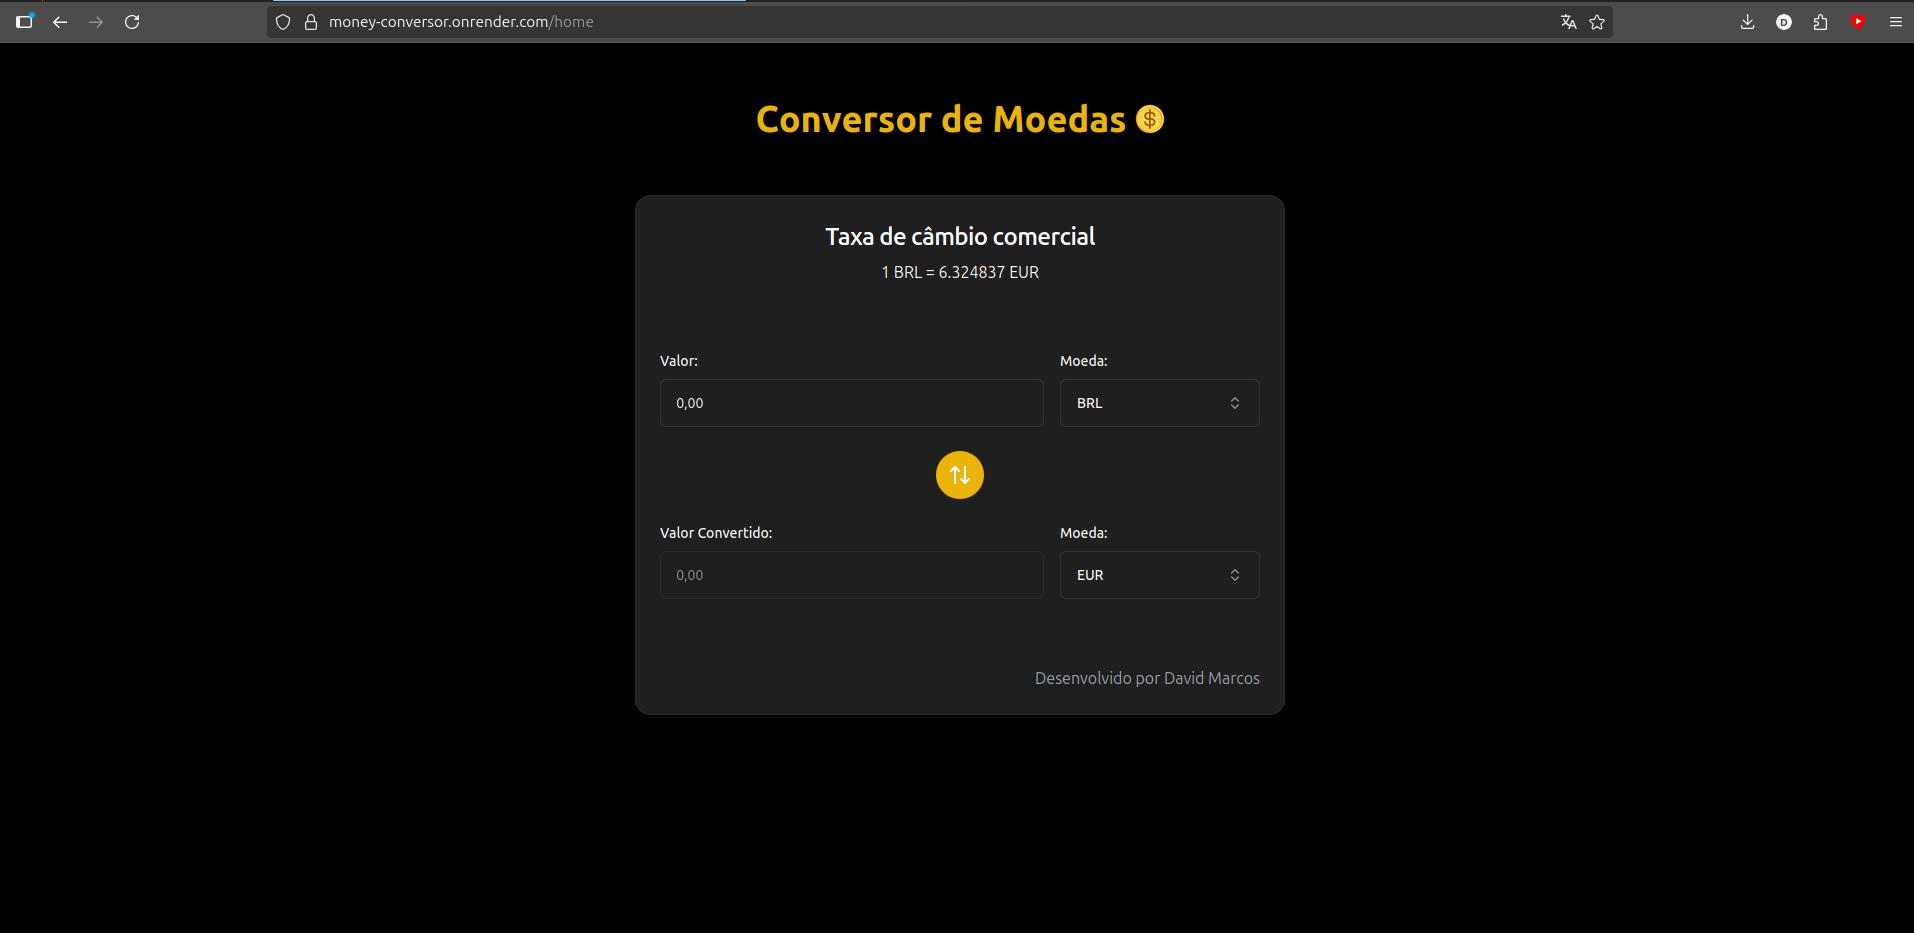 money-conversor.onrender.com/home
D
Conversor de Moedas
Taxa de câmbio comercial
1 BRL = 6.324837 EUR
Valor:
Moeda:
0,00
BRL
Valor Convertido:
Moeda:
0,00
EUR
Desenvolvido por David Marcos